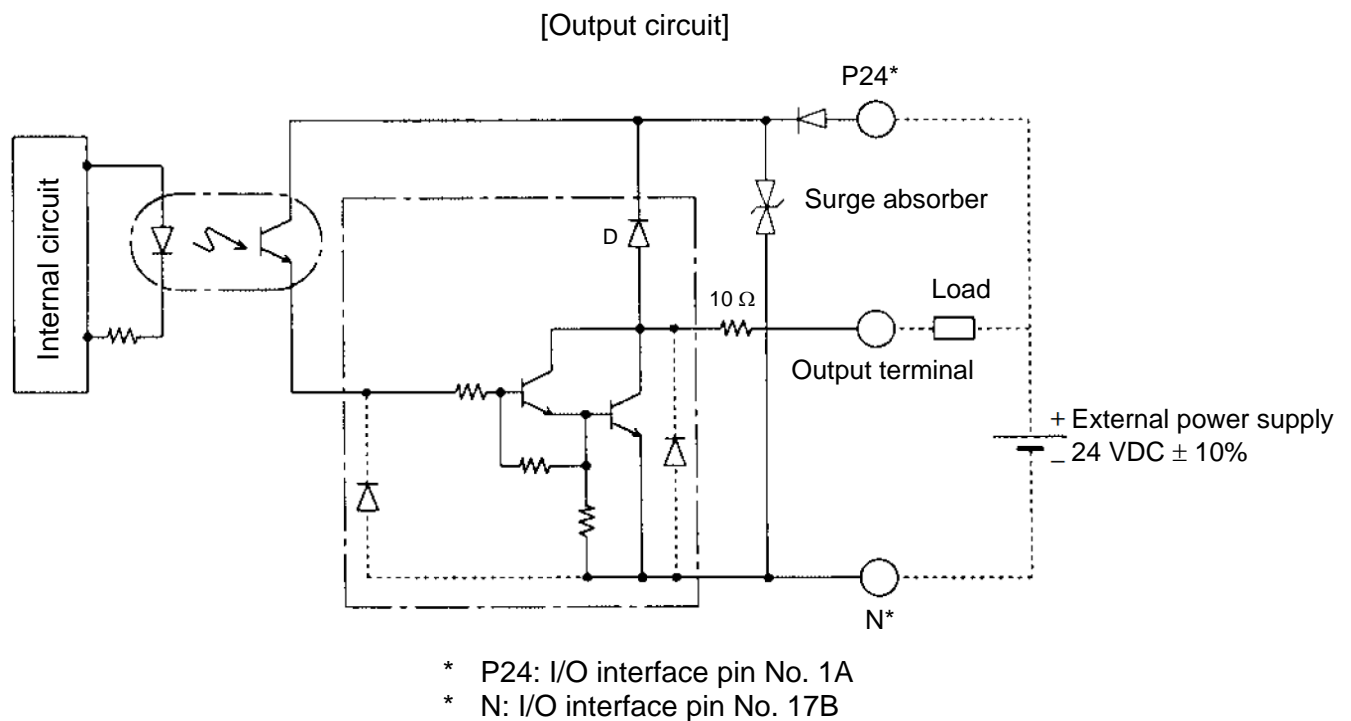 [Output circuit]
P24*
Internal circuit
Surge absorber
D
10 Ω
Load
Output terminal
+ External power supply
– 24 VDC ± 10%
N*
* P24: I/O interface pin No. 1A
* N: I/O interface pin No. 17B